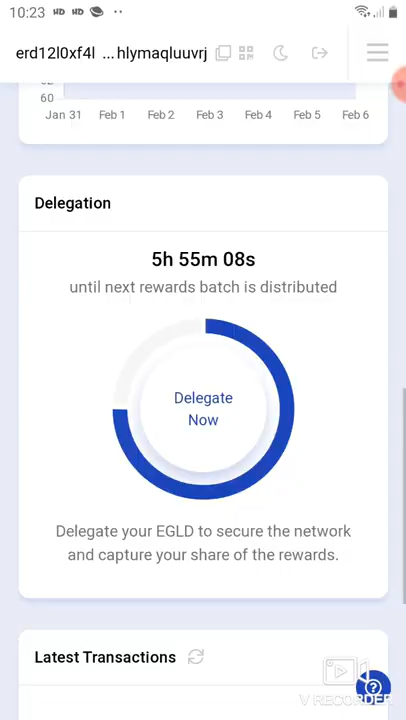 10:23
erd12l0xf4l ...hlymaqluuvrj
60
Jan 31 Feb 1 Feb 2 Feb 3 Feb 4 Feb 5 Feb 6
Delegation
5h 55m 08s
until next rewards batch is distributed
Delegate
Now
Delegate your EGLD to secure the network
and capture your share of the rewards.
Latest Transactions
V RECORDER